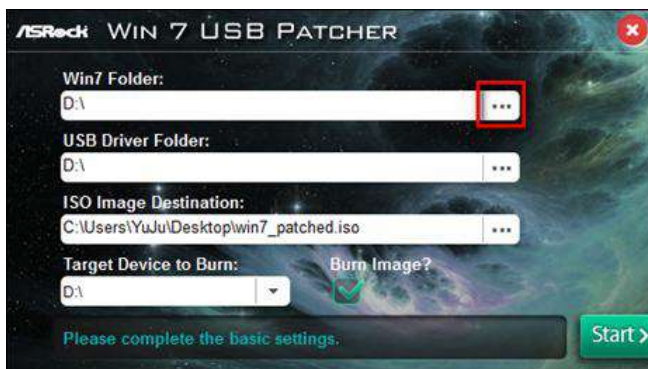 ASRock WIN 7 USB PATCHER
Win7 Folder:
D:\
USB Driver Folder:
D:\
ISO Image Destination:
C:\Users\YuJu\Desktop\win7_patched.iso
Target Device to Burn: Burn Image?
D:\
Please complete the basic settings. Start